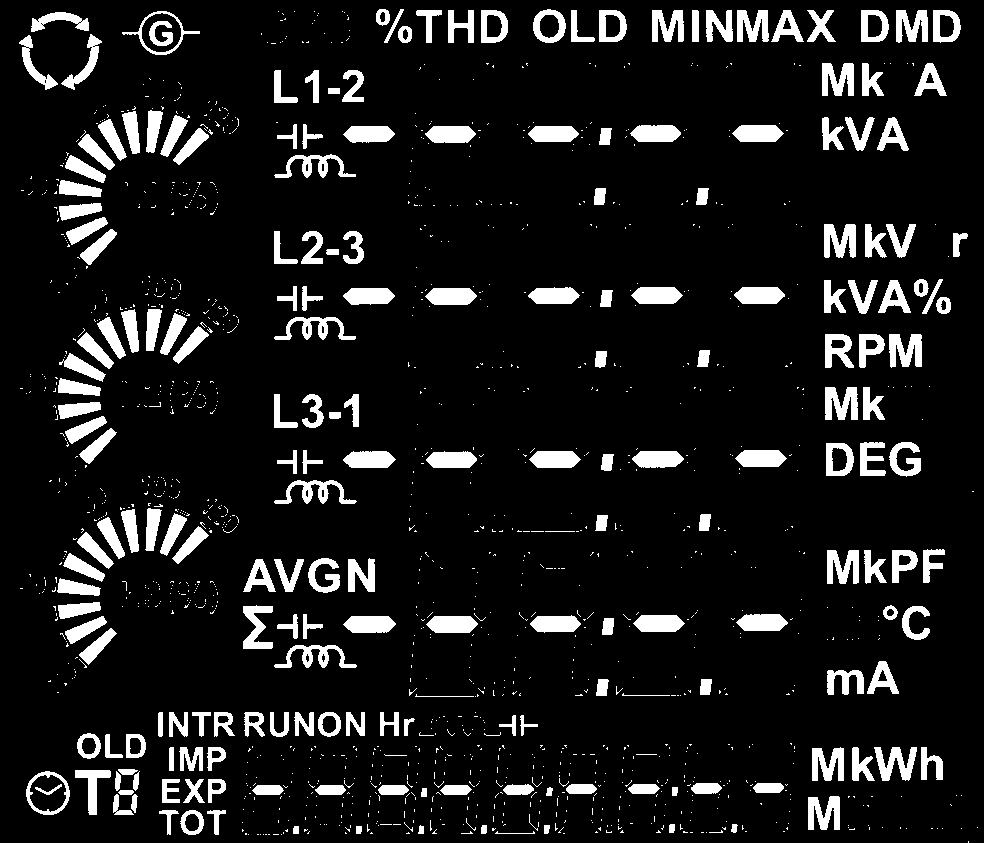 G %THD OLD MINMAX DMD
L1-2 Mk A
kVA
L2-3 MkV r
kVA%
RPM
L3-1 Mk
DEG
AVGN MkPF
Σ °C
mA
INTR RUNON Hr
OLD IMP MkWh
T8 EXP
TOT M